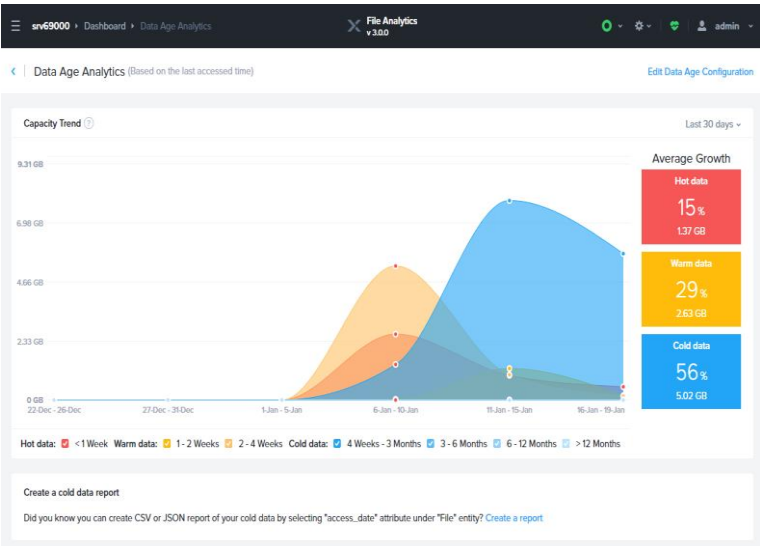 srv69000 › Dashboard › Data Age Analytics
File Analytics
v 3.0.0
admin
Data Age Analytics (Based on the last accessed time)
Edit Data Age Configuration
Capacity Trend ?
Last 30 days
9.31 GB
6.98 GB
4.66 GB
2.33 GB
0 GB
22-Dec - 26-Dec
27-Dec - 31-Dec
1-Jan - 5-Jan
6-Jan - 10-Jan
11-Jan - 15-Jan
16-Jan - 19-Jan
Average Growth
Hot data
15 %
1.37 GB
Warm data
29 %
2.63 GB
Cold data
56 %
5.02 GB
Hot data: < 1 Week Warm data: 1 - 2 Weeks 2 - 4 Weeks Cold data: 4 Weeks - 3 Months 3 - 6 Months 6 - 12 Months > 12 Months
Create a cold data report
Did you know you can create CSV or JSON report of your cold data by selecting "access_date" attribute under "File" entity? Create a report